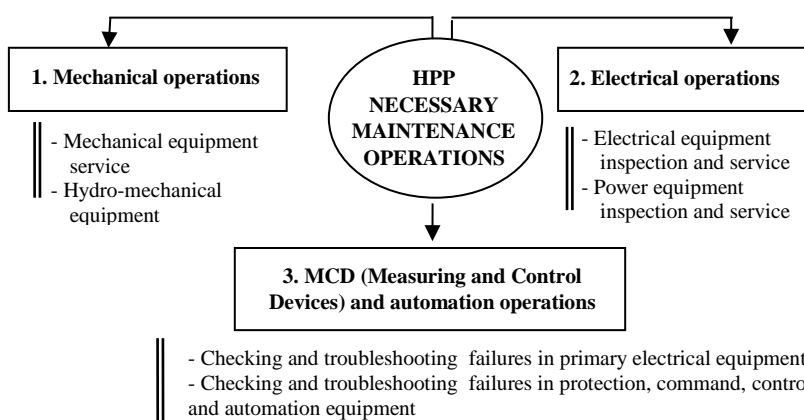 1. Mechanical operations
- Mechanical equipment
service
- Hydro-mechanical
equipment
HPP
NECESSARY
MAINTENANCE
OPERATIONS
2. Electrical operations
- Electrical equipment
inspection and service
- Power equipment
inspection and service
3. MCD (Measuring and Control
Devices) and automation operations
- Checking and troubleshooting failures in primary electrical equipment
- Checking and troubleshooting failures in protection, command, contro
and automation equipment